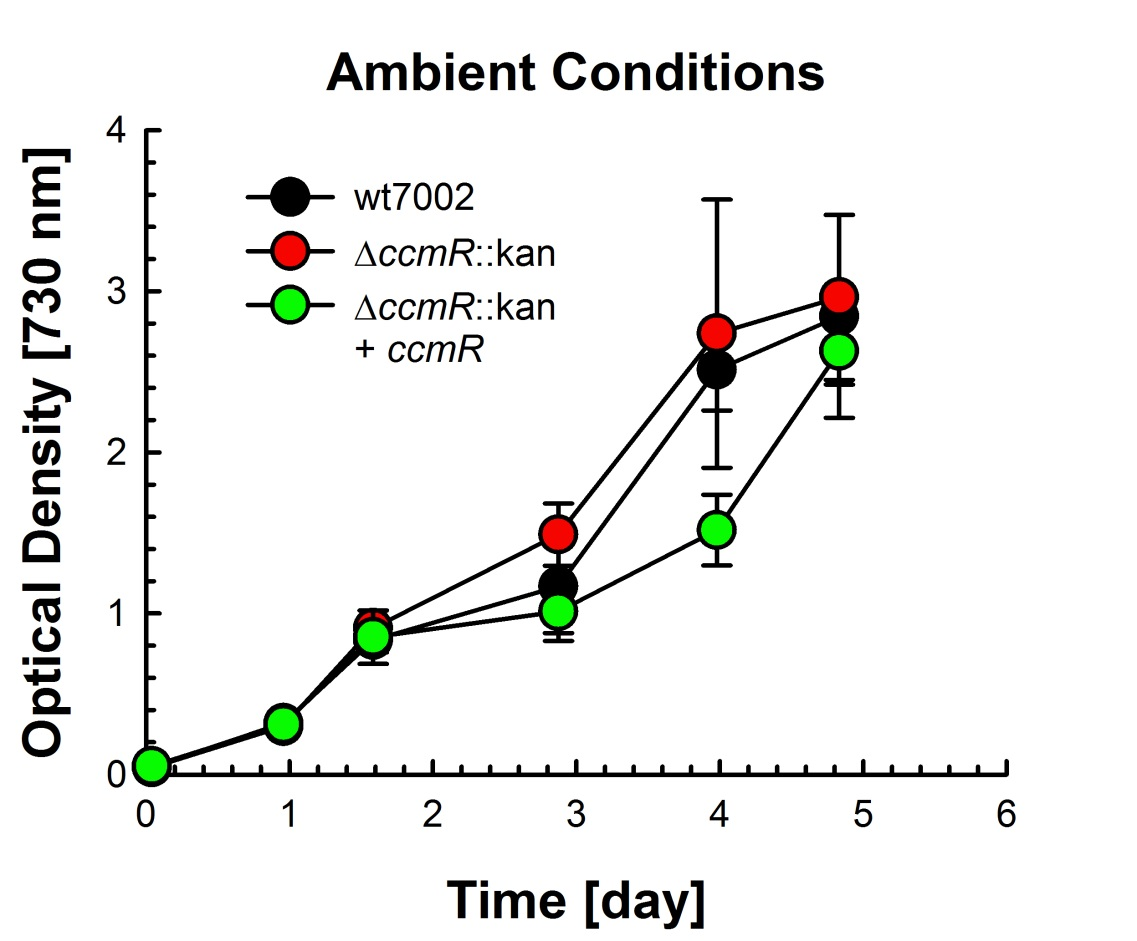 Ambient Conditions
Optical Density [730 nm]
4
3
2
1
0
wt7002
ΔccmR::kan
ΔccmR::kan
+ ccmR
0 1 2 3 4 5 6
Time [day]